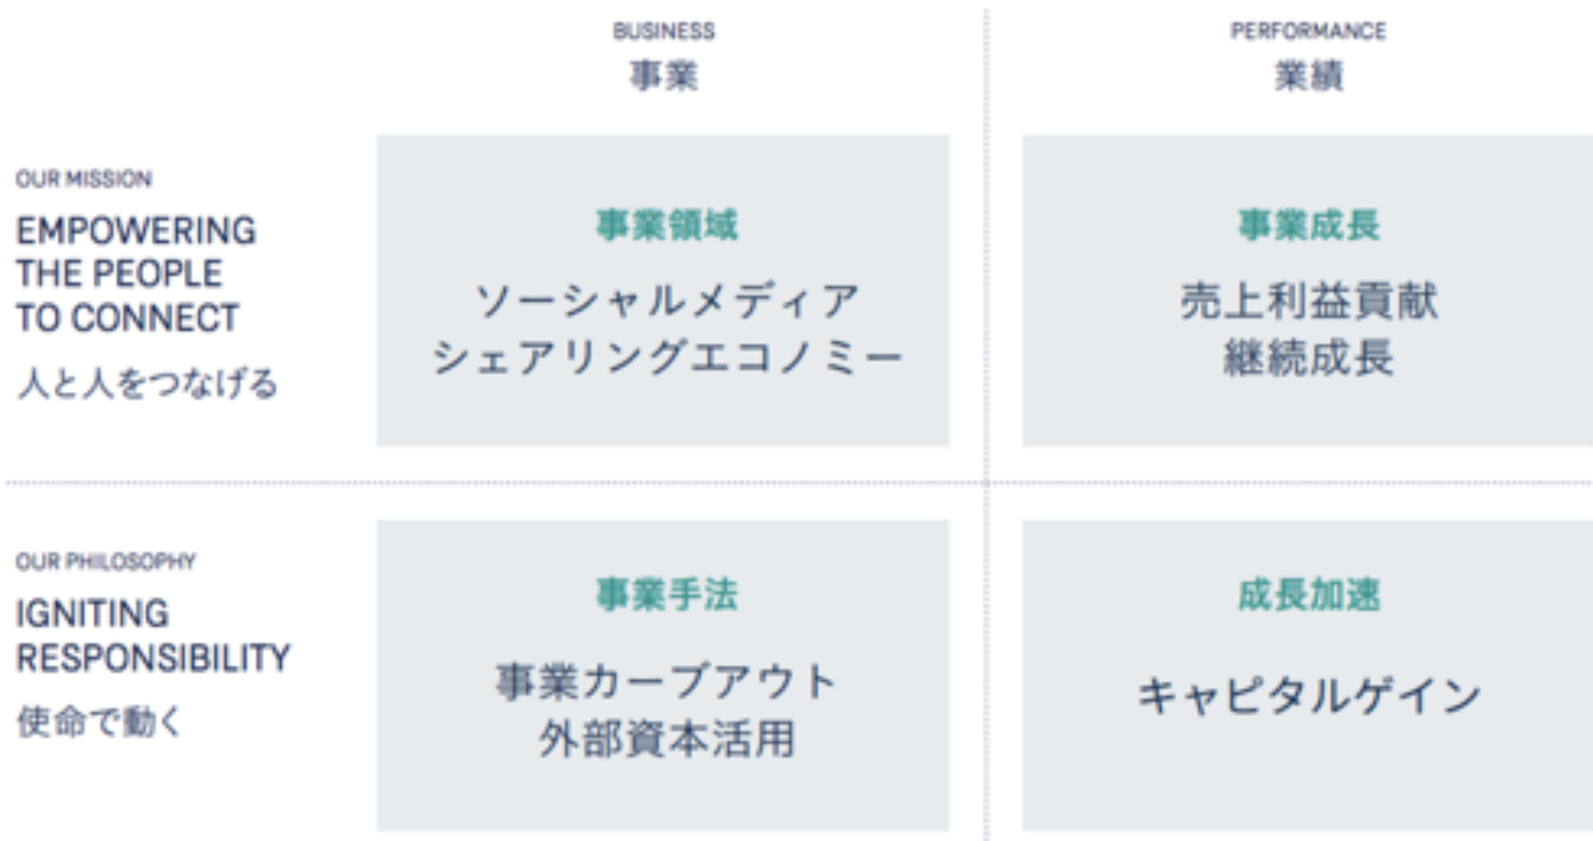 BUSINESS
事業
PERFORMANCE
業績
OUR MISSION
EMPOWERING
THE PEOPLE
TO CONNECT
人と人をつなげる
事業領域
ソーシャルメディア
シェアリングエコノミー
事業成長
売上利益貢献
継続成長
OUR PHILOSOPHY
IGNITING
RESPONSIBILITY
使命で動く
事業手法
事業カーブアウト
外部資本活用
成長加速
キャピタルゲイン